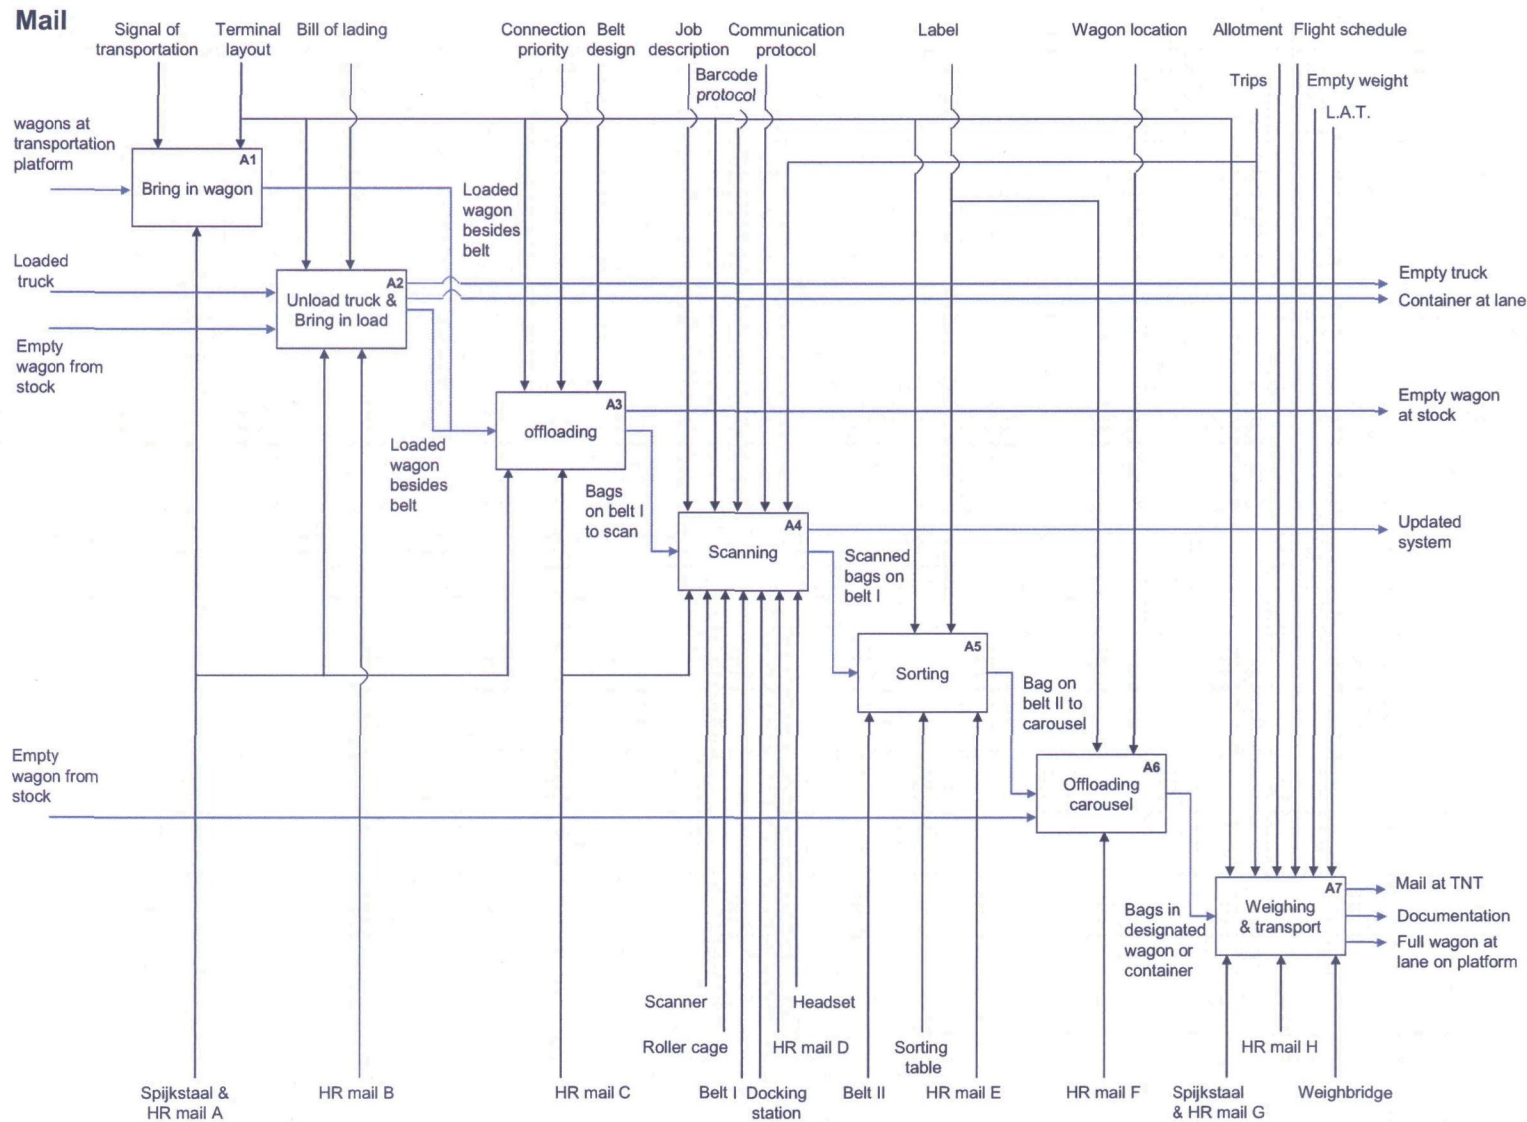 Mail
Signal of
transportation
Terminal
layout
Bill of lading
Connection
priority
Belt
design
Job
description
Communication
protocol
Barcode
protocol
Label
Wagon location
Allotment
Flight schedule
Trips
Empty weight
L.A.T.
wagons at
transportation
platform
A1
Bring in wagon
Loaded
wagon
besides
belt
Loaded
truck
A2
Unload truck &
Bring in load
Empty truck
Container at lane
Empty
wagon from
stock
A3
offloading
Empty wagon
at stock
Loaded
wagon
besides
belt
Bags
on belt I
to scan
A4
Scanning
Updated
system
Scanned
bags on
belt I
A5
Sorting
Bag on
belt II to
carousel
Empty
wagon from
stock
A6
Offloading
carousel
A7
Weighing
& transport
Mail at TNT
Documentation
Full wagon at
lane on platform
Bags in
designated
wagon or
container
Scanner
Headset
Roller cage
HR mail D
Sorting
table
HR mail H
Spijkstaal &
HR mail A
HR mail B
HR mail C
Belt I
Docking
station
Belt II
HR mail E
HR mail F
Spijkstaal
& HR mail G
Weighbridge